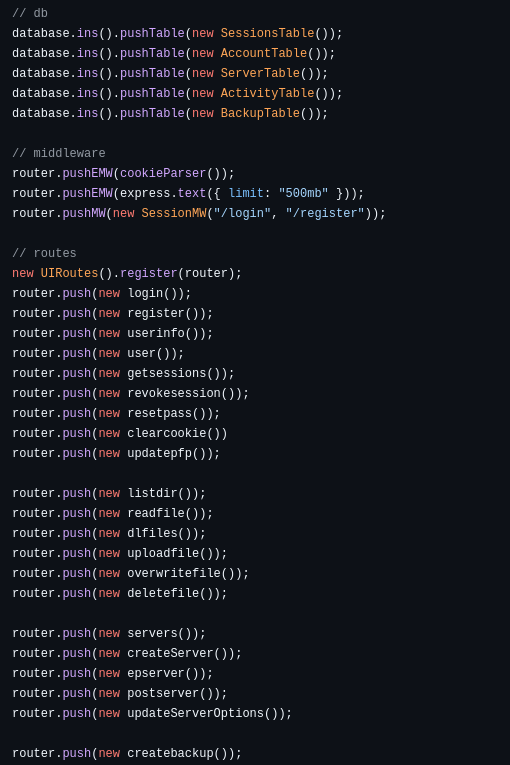 // db
database.ins().pushTable(new SessionsTable());
database.ins().pushTable(new AccountTable());
database.ins().pushTable(new ServerTable());
database.ins().pushTable(new ActivityTable());
database.ins().pushTable(new BackupTable());

// middleware
router.pushEMW(cookieParser());
router.pushEMW(express.text({ limit: "500mb" }));
router.pushMW(new SessionMW("/login", "/register"));

// routes
new UIRoutes().register(router);
router.push(new login());
router.push(new register());
router.push(new userinfo());
router.push(new user());
router.push(new getsessions());
router.push(new revokesession());
router.push(new resetpass());
router.push(new clearcookie())
router.push(new updatepfp());

router.push(new listdir());
router.push(new readfile());
router.push(new dlfiles());
router.push(new uploadfile());
router.push(new overwritefile());
router.push(new deletefile());

router.push(new servers());
router.push(new createServer());
router.push(new epserver());
router.push(new postserver());
router.push(new updateServerOptions());

router.push(new createbackup());